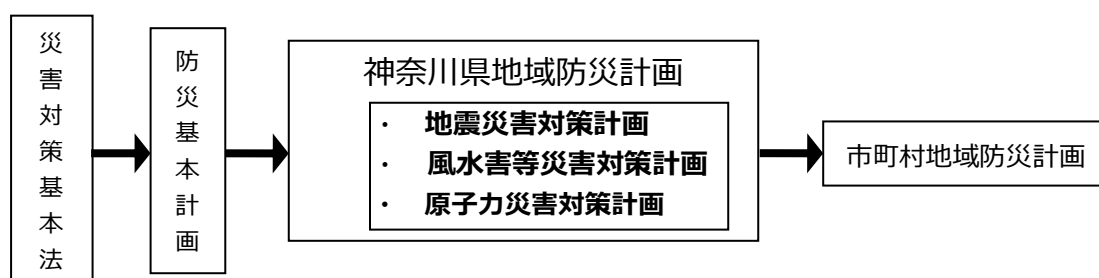 災害対策基本法
防災基本計画
神奈川県地域防災計画
・ 地震災害対策計画
・ 風水害等災害対策計画
・ 原子力災害対策計画
市町村地域防災計画